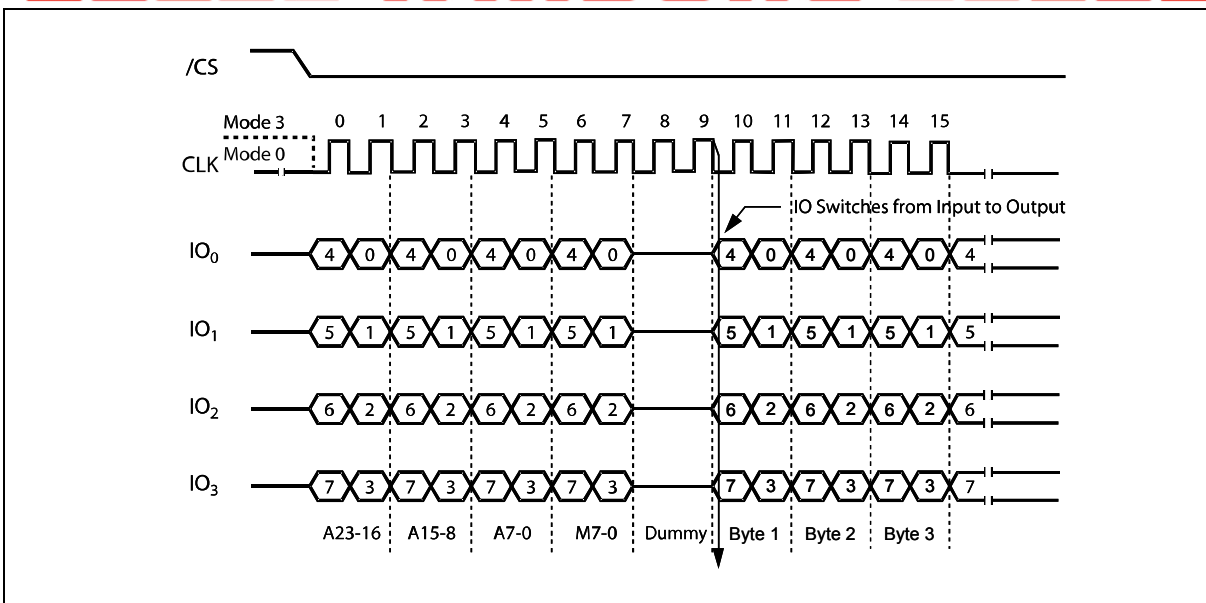 /CS
Mode 3
0 1 2 3 4 5 6 7 8 9 10 11 12 13 14 15
Mode 0
CLK
IO Switches from Input to Output
IO0 4 0 4 0 4 0 4 0 4 0 4 0 4 0 4
IO1 5 1 5 1 5 1 5 1 5 1 5 1 5 1 5
IO2 6 2 6 2 6 2 6 2 6 2 6 2 6 2 6
IO3 7 3 7 3 7 3 7 3 7 3 7 3 7 3 7
A23-16 A15-8 A7-0 M7-0 Dummy Byte 1 Byte 2 Byte 3